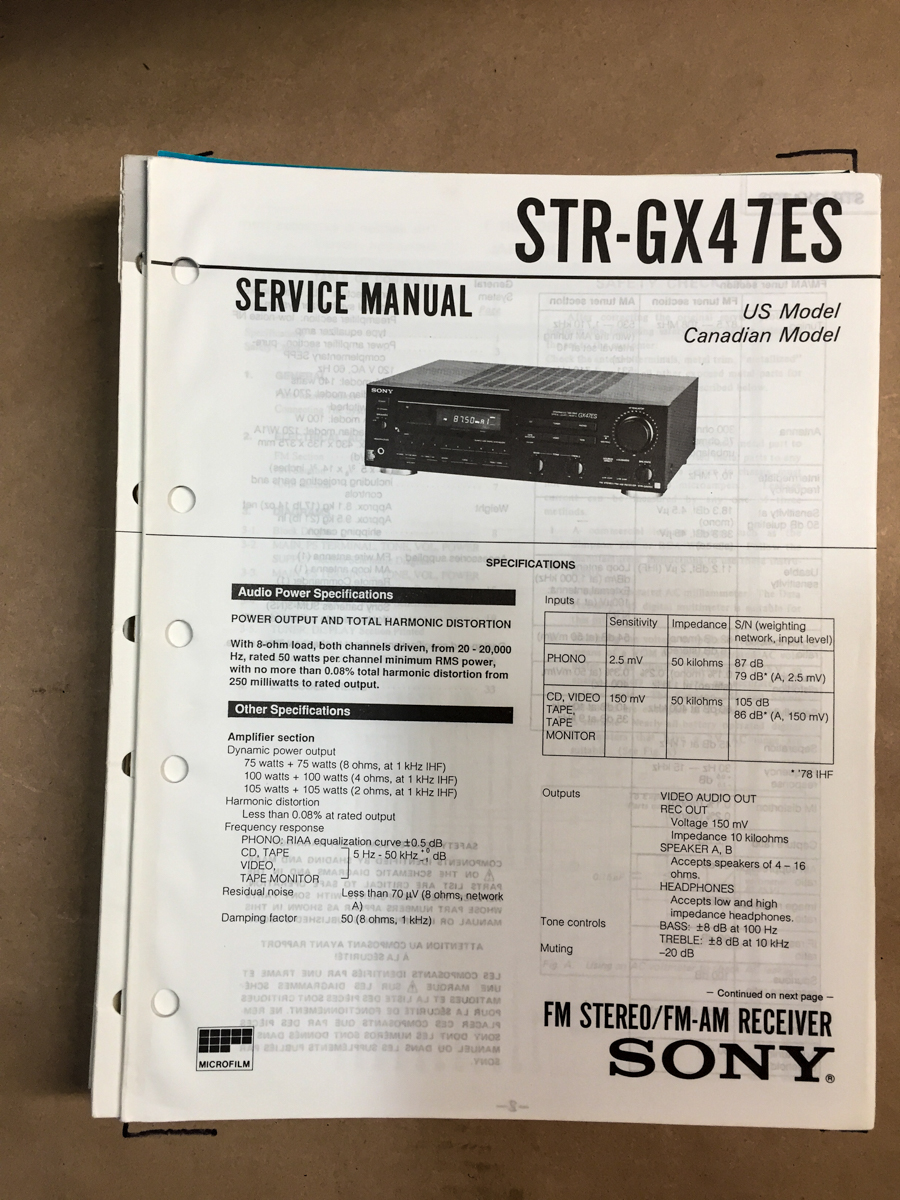 STR-GX47ES
SERVICE MANUAL
US Model
Canadian Model
SONY
87.50
GX47ES
SPECIFICATIONS
Audio Power Specifications
POWER OUTPUT AND TOTAL HARMONIC DISTORTION
With 8-ohm load, both channels driven, from 20 - 20,000
Hz, rated 50 watts per channel minimum RMS power,
with no more than 0.08% total harmonic distortion from
250 milliwatts to rated output.
Other Specifications
Amplifier section
Dynamic power output
75 watts + 75 watts (8 ohms, at 1 kHz IHF)
100 watts + 100 watts (4 ohms, at 1 kHz IHF)
105 watts + 105 watts (2 ohms, at 1 kHz IHF)
Harmonic distortion
Less than 0.08% at rated output
Frequency response
PHONO: RIAA equalization curve ±0.5 dB
CD, TAPE
VIDEO,
TAPE MONITOR
5 Hz - 50 kHz +0 -1 dB
Residual noise Less than 70 µV (8 ohms, network
A)
Damping factor 50 (8 ohms, 1 kHz)
Inputs
Sensitivity Impedance S/N (weighting
network, input level)
PHONO 2.5 mV 50 kilohms 87 dB
79 dB* (A, 2.5 mV)
CD, VIDEO 150 mV 50 kilohms 105 dB
TAPE, 86 dB* (A, 150 mV)
TAPE
MONITOR
* '78 IHF
Outputs VIDEO AUDIO OUT
REC OUT
Voltage 150 mV
Impedance 10 kiloohms
SPEAKER A, B
Accepts speakers of 4 – 16
ohms.
HEADPHONES
Accepts low and high
impedance headphones.
Tone controls BASS: ±8 dB at 100 Hz
TREBLE: ±8 dB at 10 kHz
Muting –20 dB
– Continued on next page –
FM STEREO/FM-AM RECEIVER
SONY®
MICROFILM